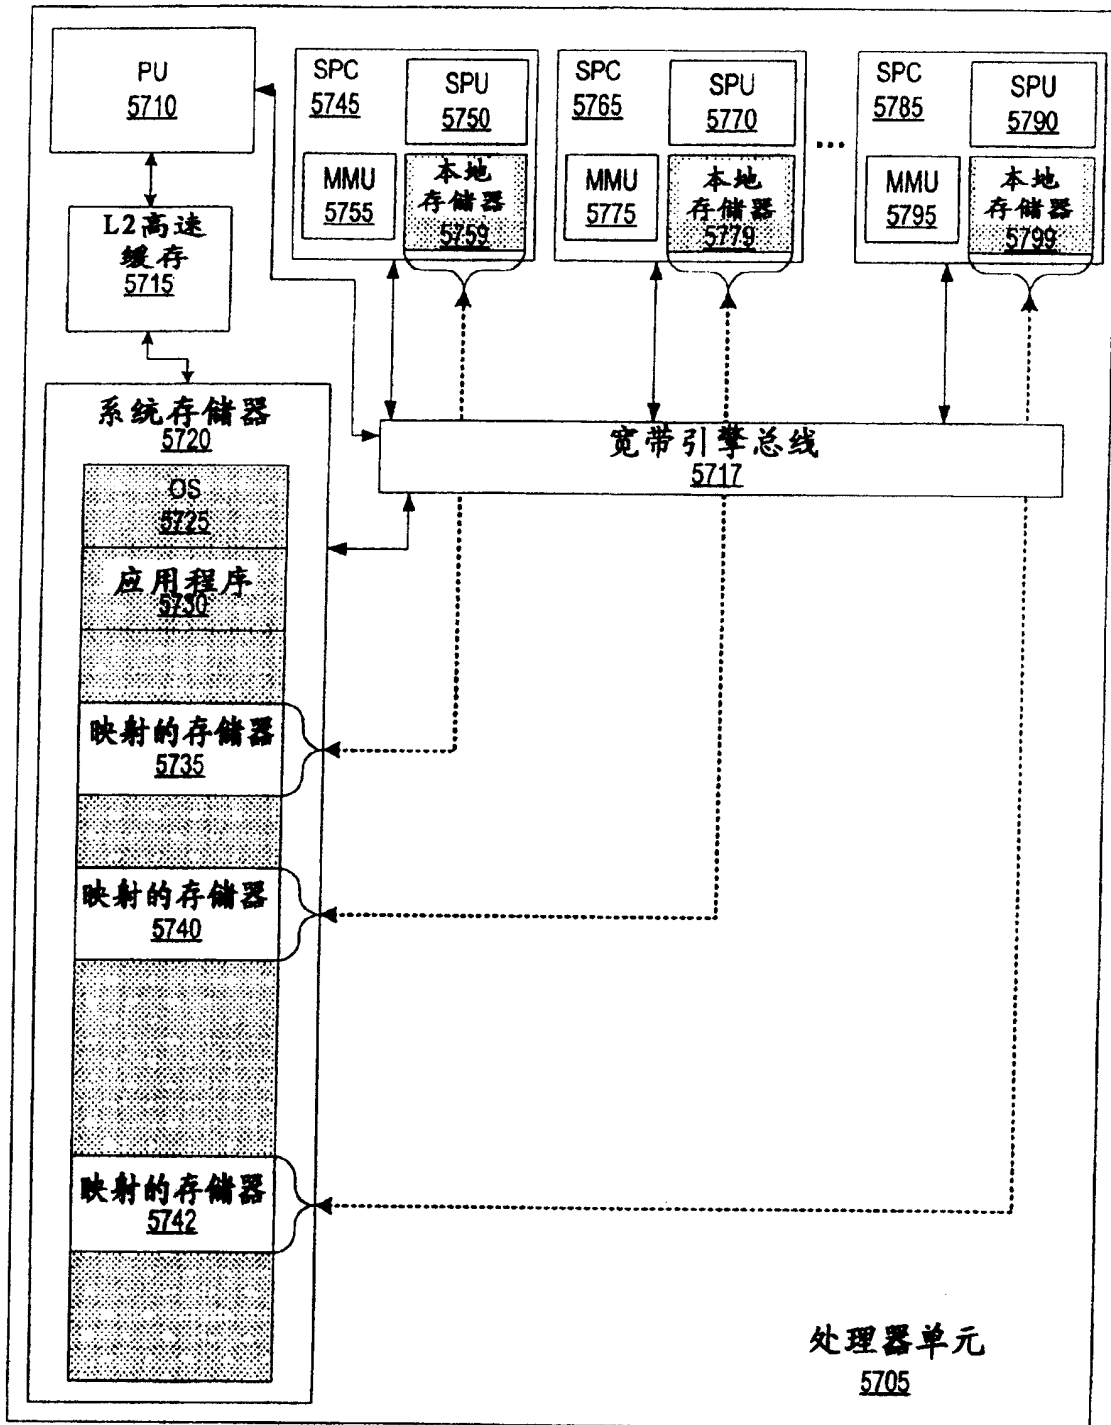 PU
5710
L2高速
缓存
5715
SPC
5745
SPU
5750
MMU
5755
本地
存储器
5759
SPC
5765
SPU
5770
MMU
5775
本地
存储器
5779
...
SPC
5785
SPU
5790
MMU
5795
本地
存储器
5799
宽带引擎总线
5717
系统存储器
5720
OS
5725
应用程序
5730
映射的存储器
5735
映射的存储器
5740
映射的存储器
5742
处理器单元
5705